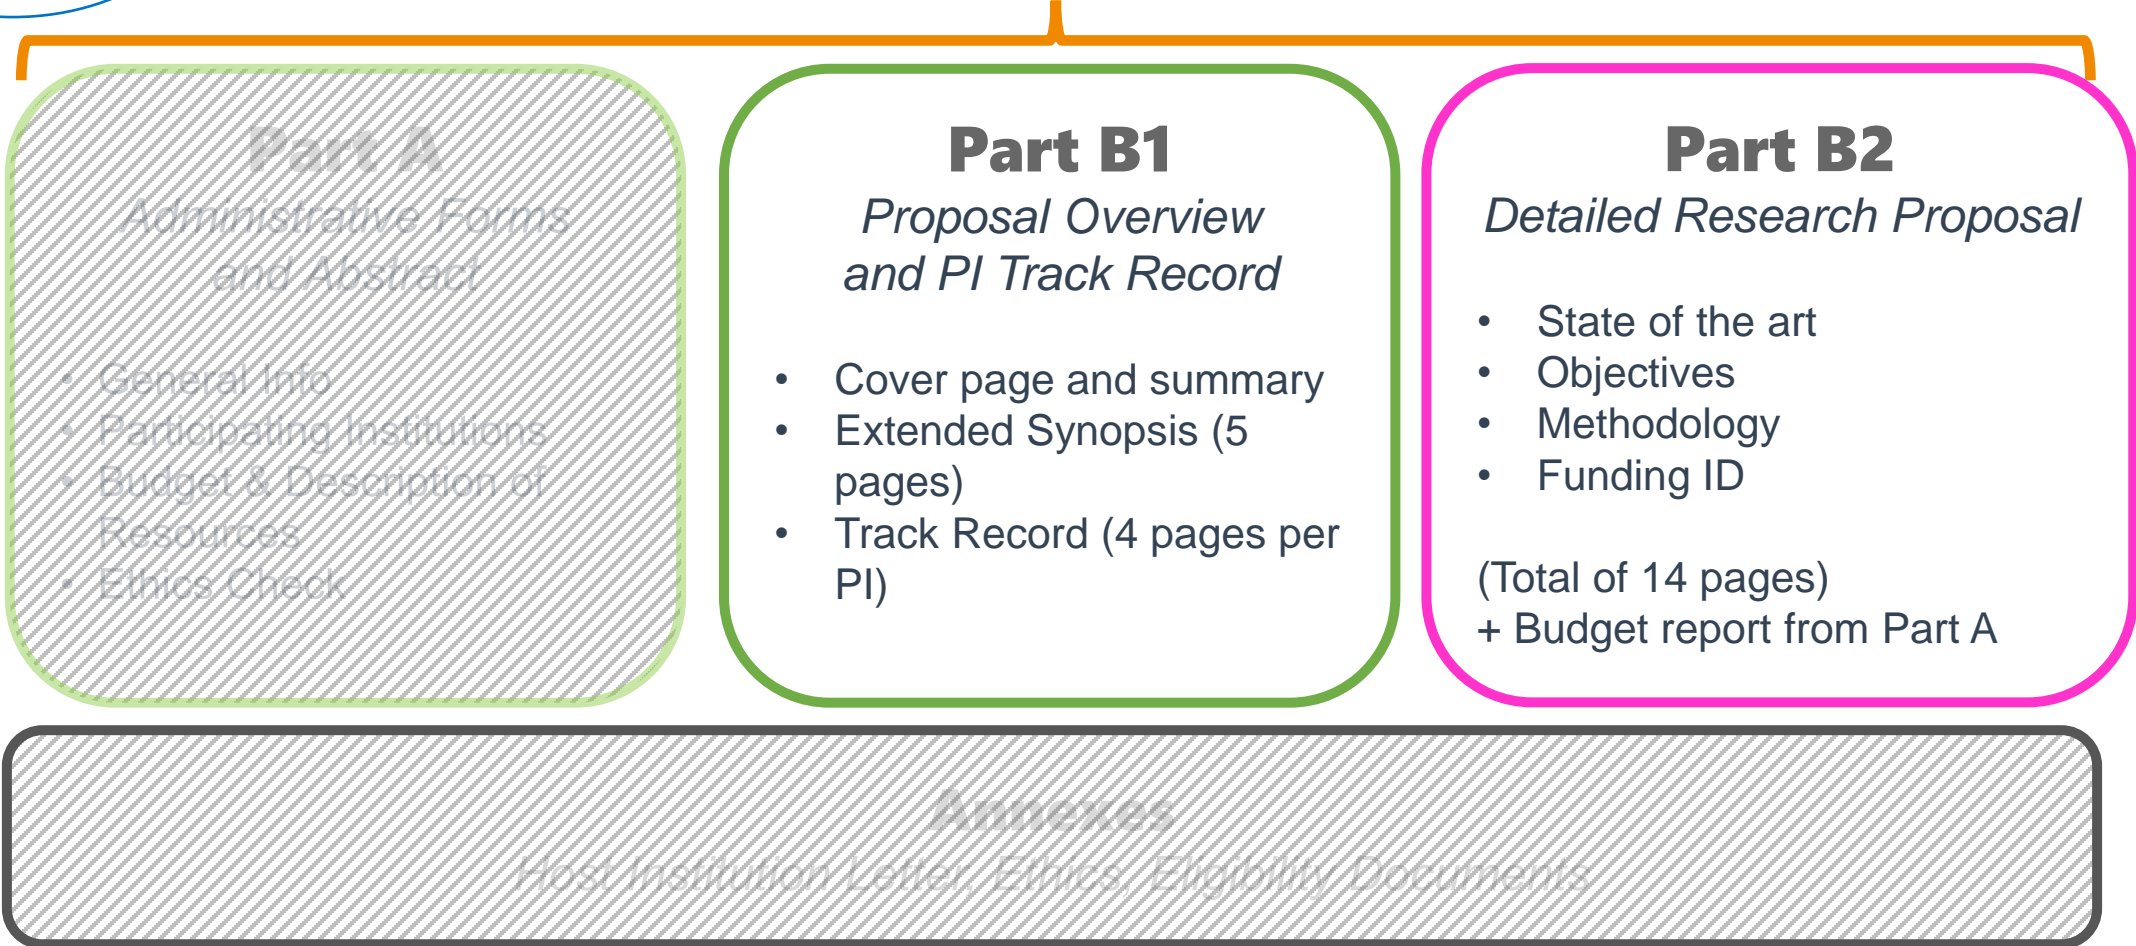 Part A
Administrative Forms
and Abstract
• General Info
• Participating Institutions
• Budget & Description of
Resources
• Ethics Check
Part B1
Proposal Overview
and PI Track Record
• Cover page and summary
• Extended Synopsis (5
pages)
• Track Record (4 pages per
PI)
Part B2
Detailed Research Proposal
• State of the art
• Objectives
• Methodology
• Funding ID
(Total of 14 pages)
+ Budget report from Part A
Annexes
Host Institution Letter, Ethics, Eligibility Documents